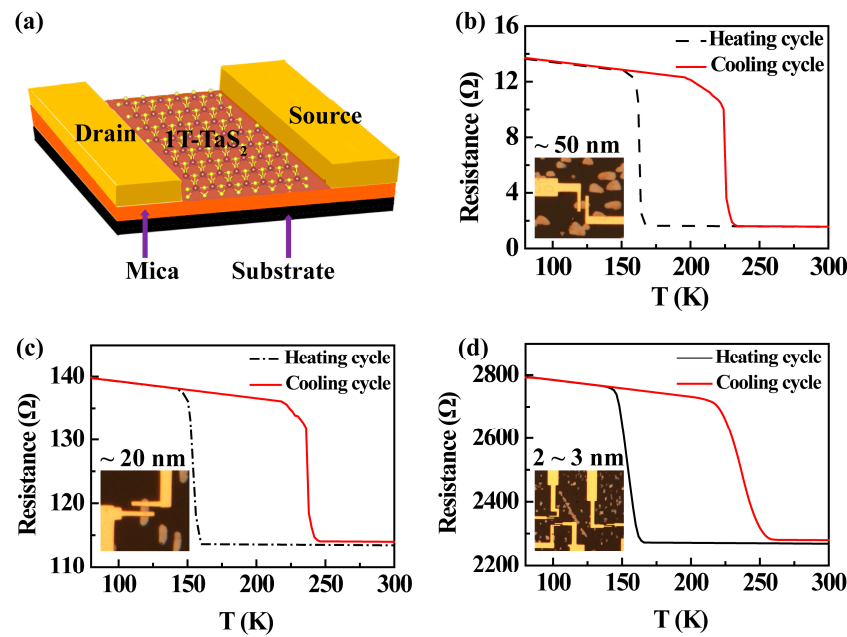 (a)
Drain
1T-TaS₂
Source
Mica
Substrate
(b)
Resistance (Ω)
16
12
8
4
0
Heating cycle
Cooling cycle
~ 50 nm
100
150
200
250
300
T (K)
(c)
Resistance (Ω)
140
130
120
110
Heating cycle
Cooling cycle
~ 20 nm
100
150
200
250
300
T (K)
(d)
Resistance (Ω)
2800
2600
2400
2200
Heating cycle
Cooling cycle
2 ~ 3 nm
100
150
200
250
300
T (K)